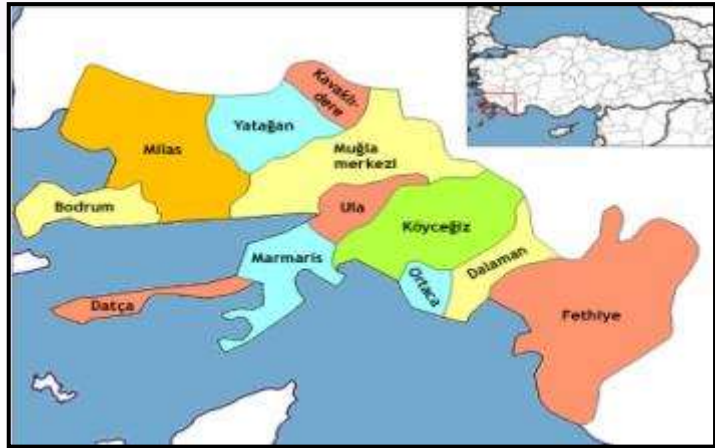 Kavaklı-
dere
Yatağan
Milas
Muğla
merkezi
Bodrum
Ula
Köyceğiz
Marmaris
Dalaman
Ortaca
Datça
Fethiye